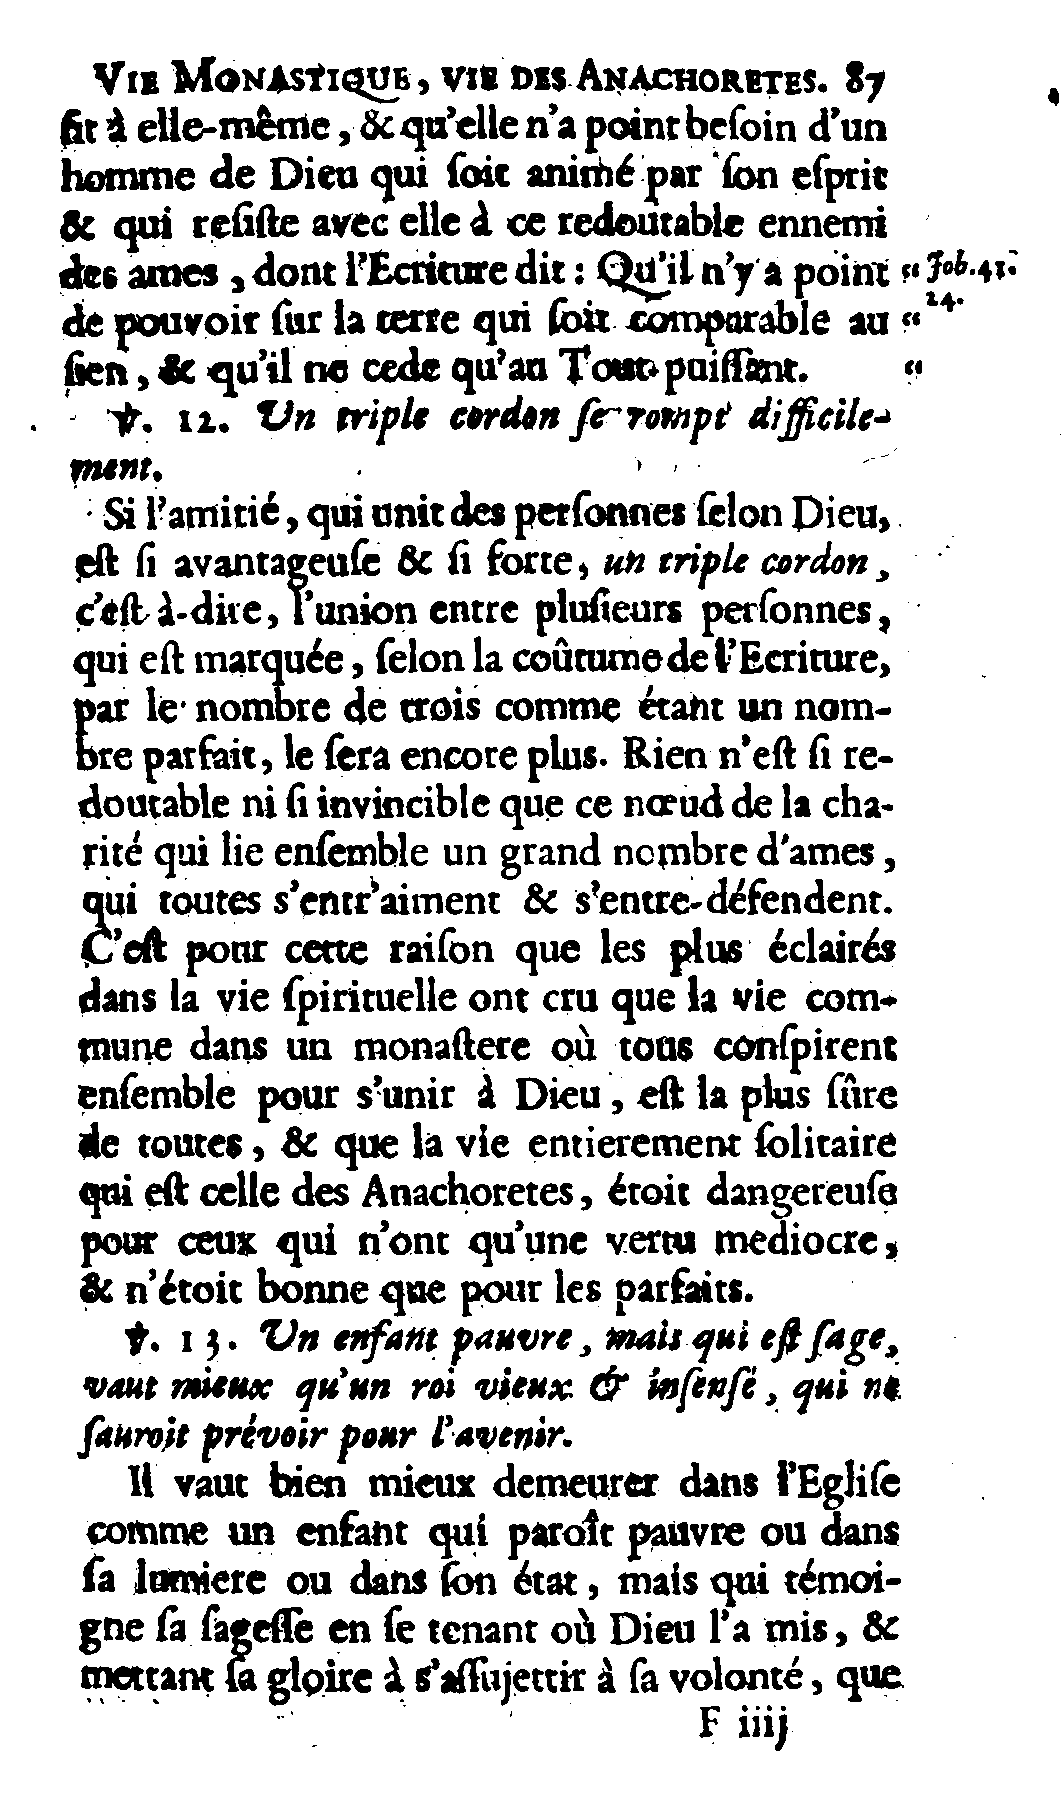 VIE MONASTIQUE, VIE DES ANACHORETES. 87
fit à elle-même, & qu'elle n'a point beſoin d'un
homme de Dieu qui ſoit animé par ſon eſprit
& qui reſiſte avec elle à ce redoutable ennemi
des ames, dont l'Ecriture dit : Qu'il n'y a point “ Job. 41.
de pouvoir ſur la terre qui ſoit comparable au “ 24.
ſien, & qu'il ne cede qu'au Tout-puiſſant. “
℣. 12. Un triple cordon ſe rompt difficile-
ment.
Si l'amitié, qui unit des perſonnes ſelon Dieu,
eſt ſi avantageuſe & ſi forte, un triple cordon,
c'eſt-à-dire, l'union entre pluſieurs perſonnes,
qui eſt marquée, ſelon la coûtume de l'Ecriture,
par le nombre de trois comme étant un nom-
bre parfait, le ſera encore plus. Rien n'eſt ſi re-
doutable ni ſi invincible que ce nœud de la cha-
rité qui lie enſemble un grand nombre d'ames,
qui toutes s'entr'aiment & s'entre-défendent.
C'eſt pour cette raiſon que les plus éclairés
dans la vie ſpirituelle ont cru que la vie com-
mune dans un monaſtere où tous conſpirent
enſemble pour s'unir à Dieu, eſt la plus ſûre
de toutes, & que la vie entierement ſolitaire
qui eſt celle des Anachoretes, étoit dangereuſe
pour ceux qui n'ont qu'une vertu mediocre,
& n'étoit bonne que pour les parfaits.
℣. 13. Un enfant pauvre, mais qui eſt ſage,
vaut mieux qu'un roi vieux & inſenſé, qui ne
ſauroit prévoir pour l'avenir.
Il vaut bien mieux demeurer dans l'Egliſe
comme un enfant qui paroît pauvre ou dans
ſa lumiere ou dans ſon état, mais qui témoi-
gne ſa ſageſſe en ſe tenant où Dieu l'a mis, &
mettant ſa gloire à s'aſſujettir à ſa volonté, que
F iiij